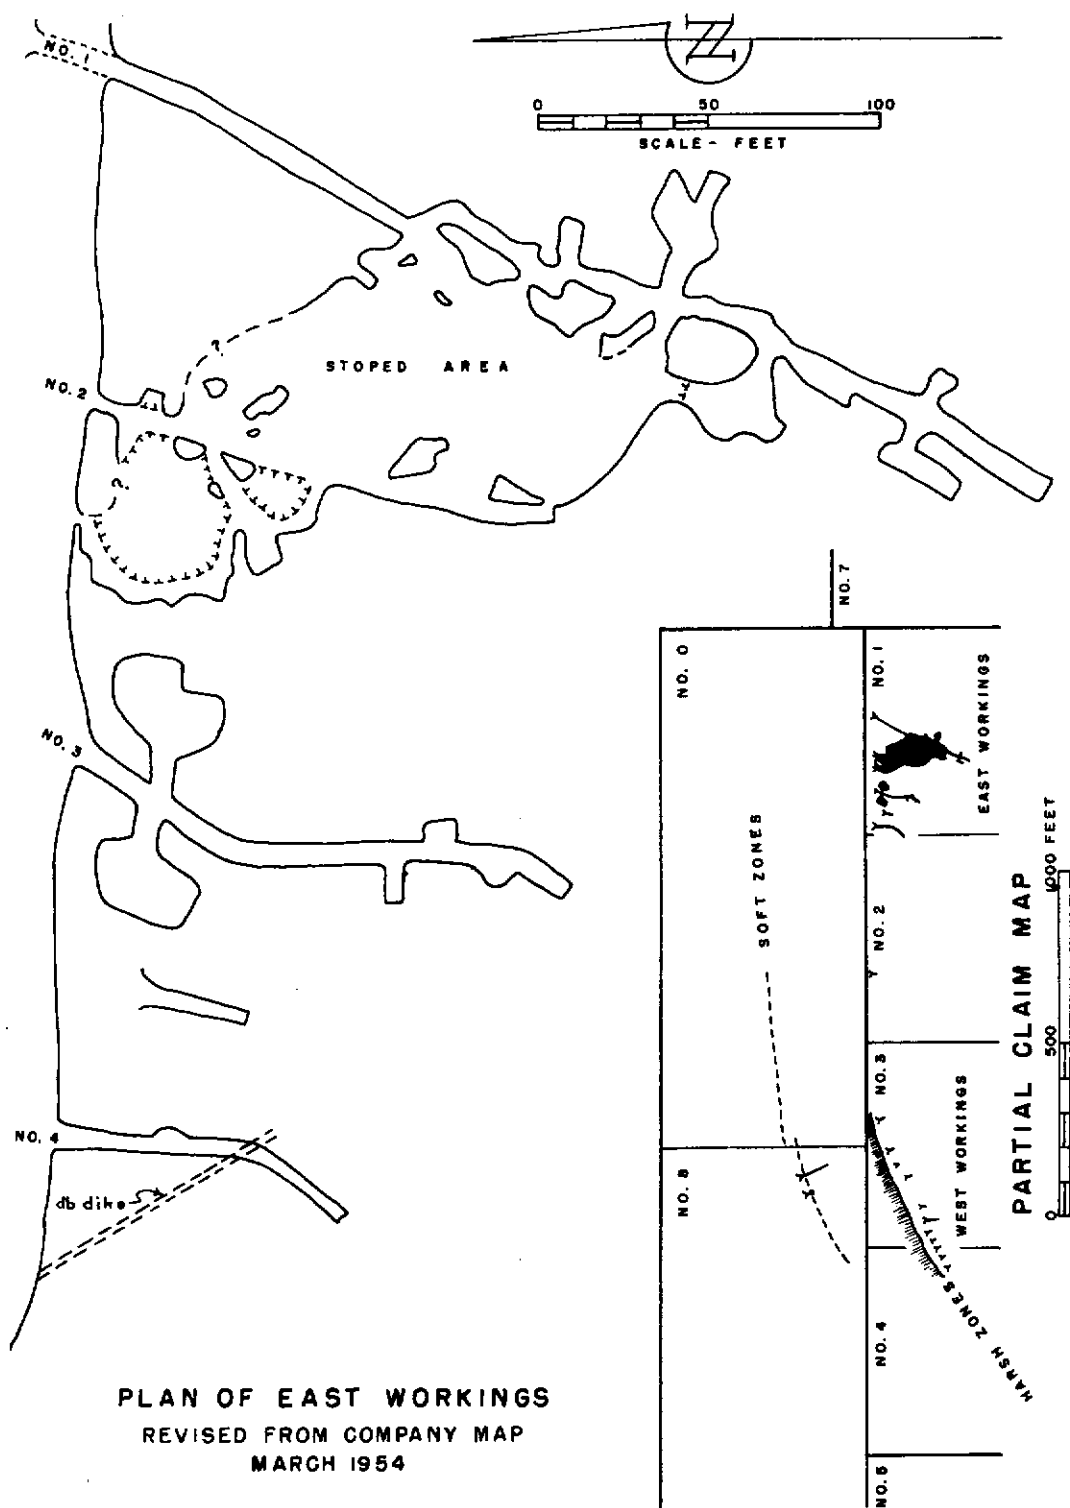 N
0 50 100
SCALE - FEET
NO. 1
?
STOPED AREA
NO. 2
?
NO. 3
NO. 4
db dike
PLAN OF EAST WORKINGS
REVISED FROM COMPANY MAP
MARCH 1954
NO. 7
NO. 0
NO. 1
EAST WORKINGS
SOFT ZONES
NO. 2
NO. 3
WEST WORKINGS
NO. 8
NO. 4
HARSH ZONES
NO. 5
PARTIAL CLAIM MAP
0 500 1000 FEET